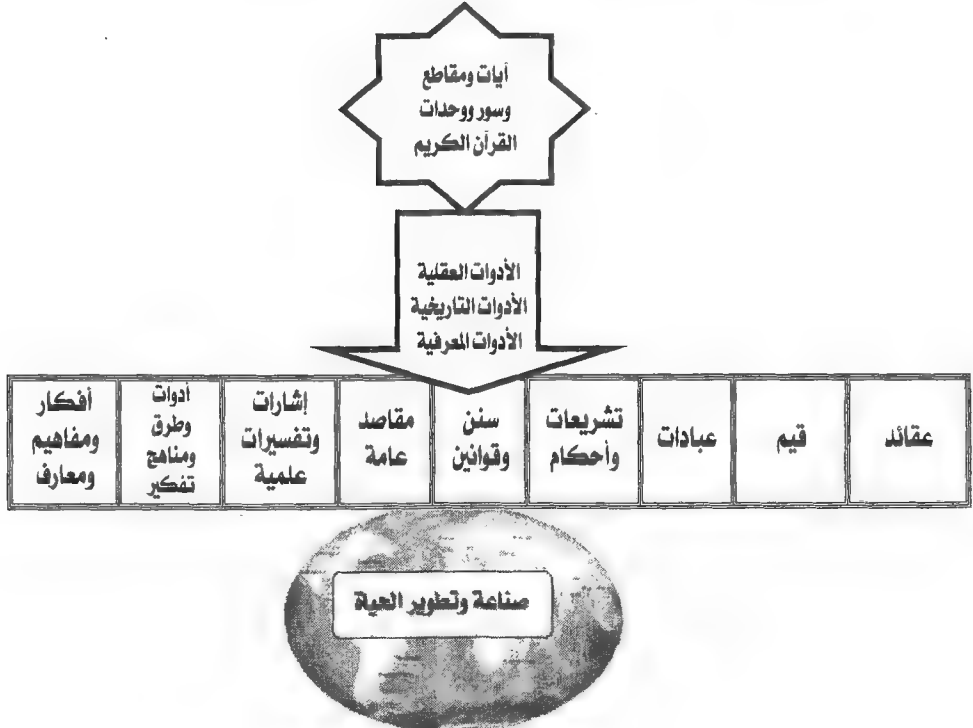 آيات ومقاطع
وسور ووحدات
القرآن الكريم
الأدوات العقلية
الأدوات التاريخية
الأدوات المعرفية
عقائد
قيم
عبادات
تشريعات
وأحكام
سنن
وقوانين
مقاصد
عامة
إشارات
وتفسيرات
علمية
أدوات
وطرق
ومناهج
تفكير
أفكار
ومفاهيم
ومعارف
صناعة وتطوير الحياة